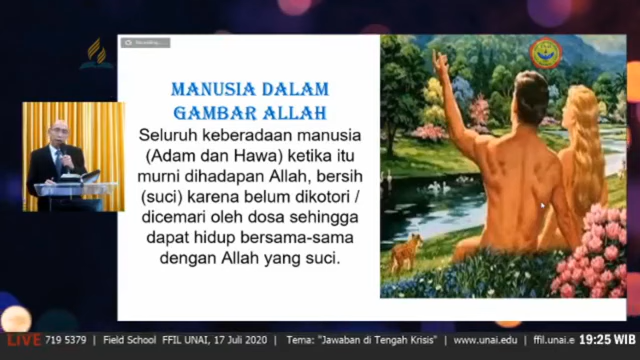 Recording...
MANUSIA DALAM
GAMBAR ALLAH
Seluruh keberadaan manusia
(Adam dan Hawa) ketika itu
murni dihadapan Allah, bersih
(suci) karena belum dikotori /
dicemari oleh dosa sehingga
dapat hidup bersama-sama
dengan Allah yang suci.
LIVE 719 5379 | Field School FFIL UNAI, 17 Juli 2020 | Tema: "Jawaban di Tengah Krisis" | www.unai.edu | ffil.unai.e 19:25 WIB